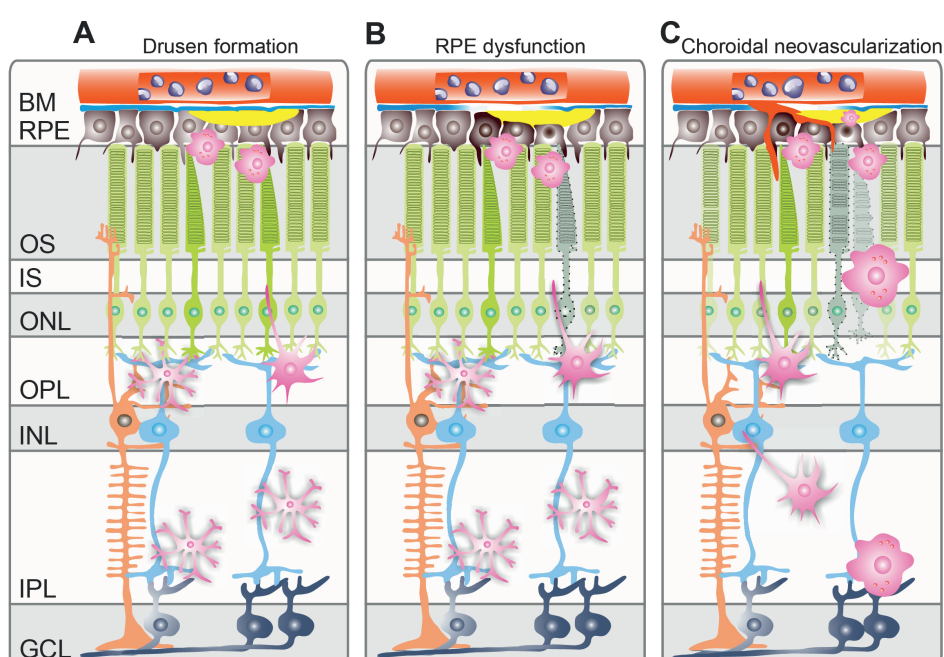 A
Drusen formation
B
RPE dysfunction
C
Choroidal neovascularization
BM
RPE
OS
IS
ONL
OPL
INL
IPL
GCL